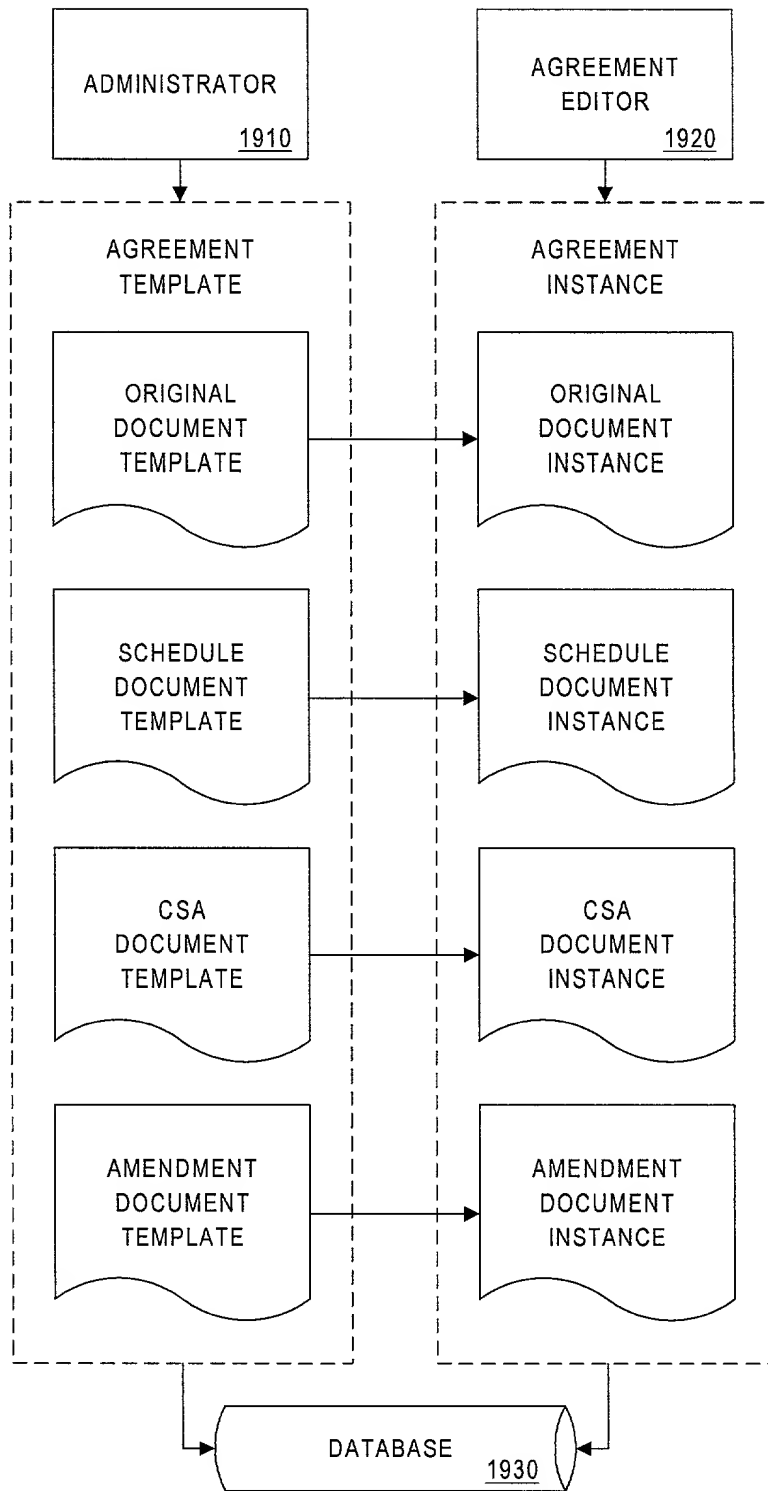 ADMINISTRATOR
1910
AGREEMENT
EDITOR
1920
AGREEMENT
TEMPLATE
AGREEMENT
INSTANCE
ORIGINAL
DOCUMENT
TEMPLATE
ORIGINAL
DOCUMENT
INSTANCE
SCHEDULE
DOCUMENT
TEMPLATE
SCHEDULE
DOCUMENT
INSTANCE
CSA
DOCUMENT
TEMPLATE
CSA
DOCUMENT
INSTANCE
AMENDMENT
DOCUMENT
TEMPLATE
AMENDMENT
DOCUMENT
INSTANCE
DATABASE
1930